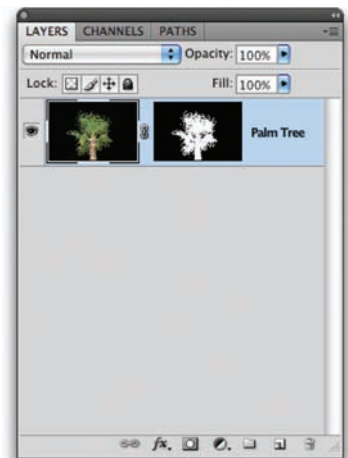 LAYERS CHANNELS PATHS
Normal Opacity: 100%
Lock: Fill: 100%
Palm Tree
fx.